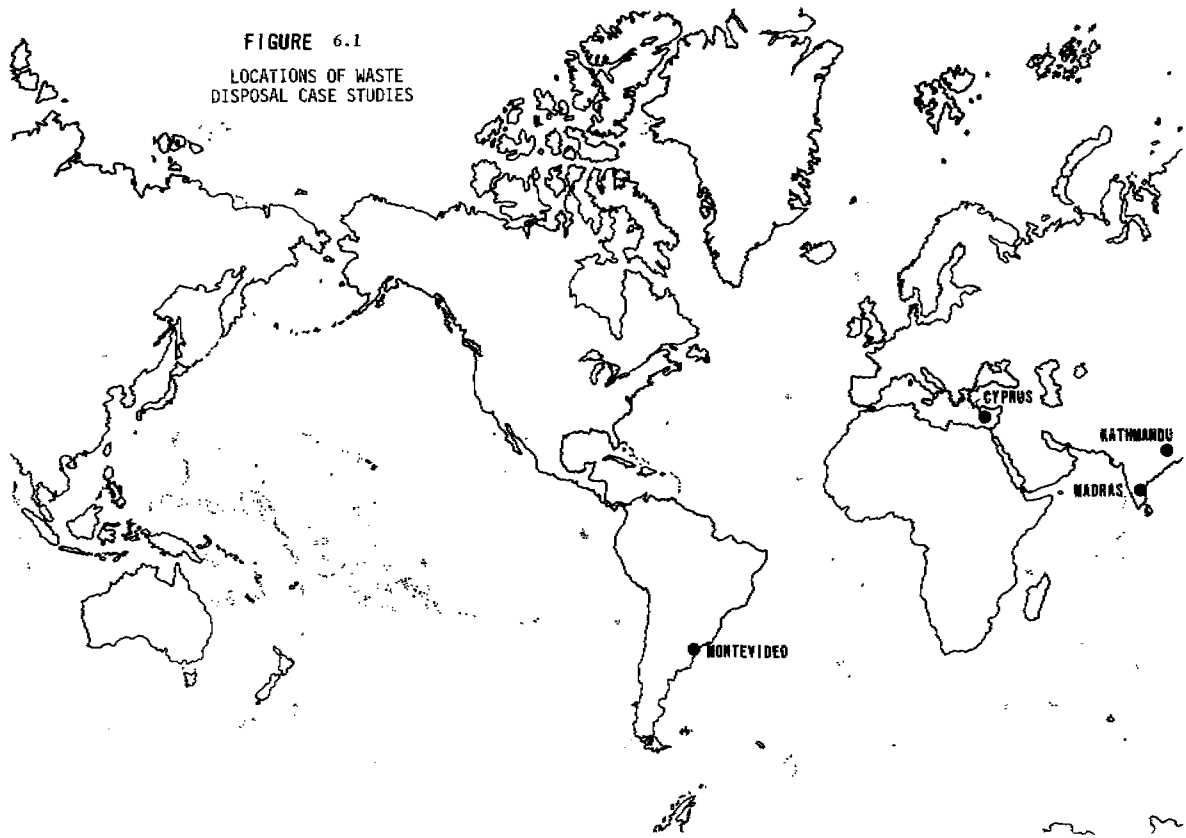 FIGURE 6.1
LOCATIONS OF WASTE
DISPOSAL CASE STUDIES
CYPRUS
KATHMANDU
MADRAS
MONTEVIDEO